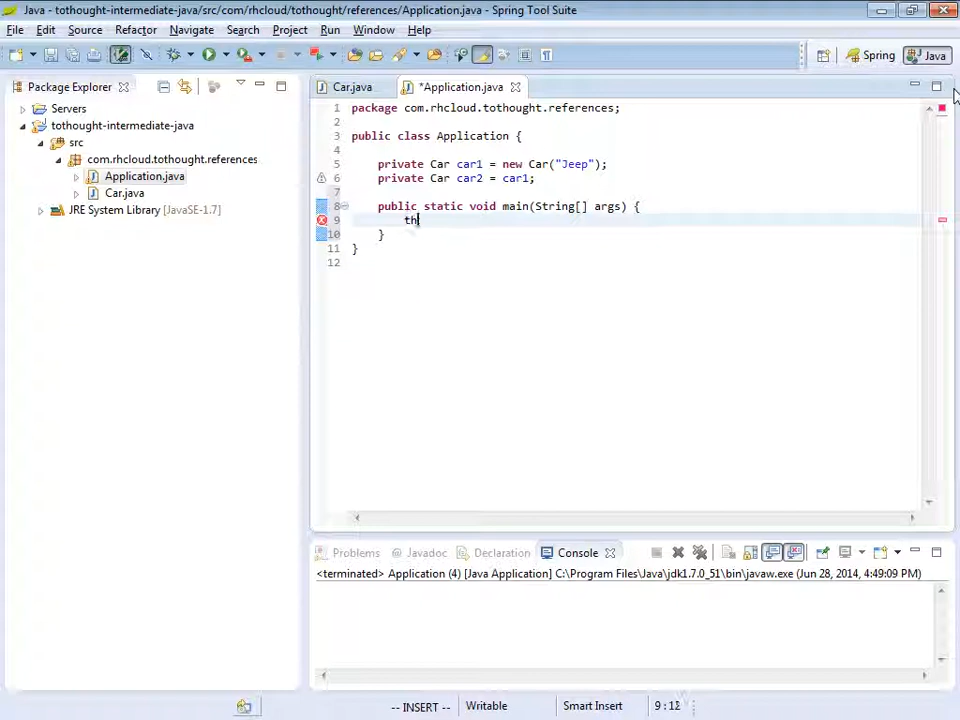 Java - tothought-intermediate-java/src/com/rhcloud/tothought/references/Application.java - Spring Tool Suite
File Edit Source Refactor Navigate Search Project Run Window Help
Spring Java
Package Explorer
Car.java *Application.java
Servers
tothought-intermediate-java
src
com.rhcloud.tothought.references
Application.java
Car.java
JRE System Library [JavaSE-1.7]
1 package com.rhcloud.tothought.references;
2
3 public class Application {
4
5 private Car car1 = new Car("Jeep");
6 private Car car2 = car1;
7
8 public static void main(String[] args) {
9 th
10 }
11 }
12
Problems Javadoc Declaration Console
<terminated> Application (4) [Java Application] C:\Program Files\Java\jdk1.7.0_51\bin\javaw.exe (Jun 28, 2014, 4:49:09 PM)
-- INSERT -- Writable Smart Insert 9 : 12